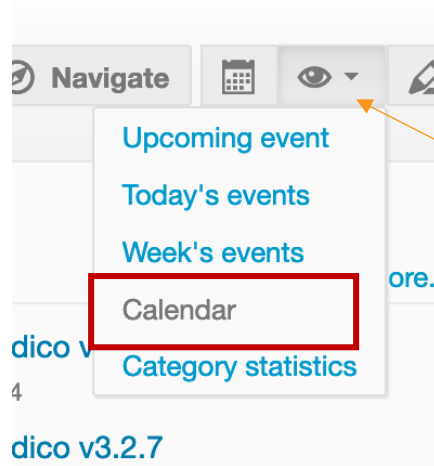 Navigate
Upcoming event
Today's events
Week's events
ore.
Calendar
dico v
Category statistics
4
dico v3.2.7